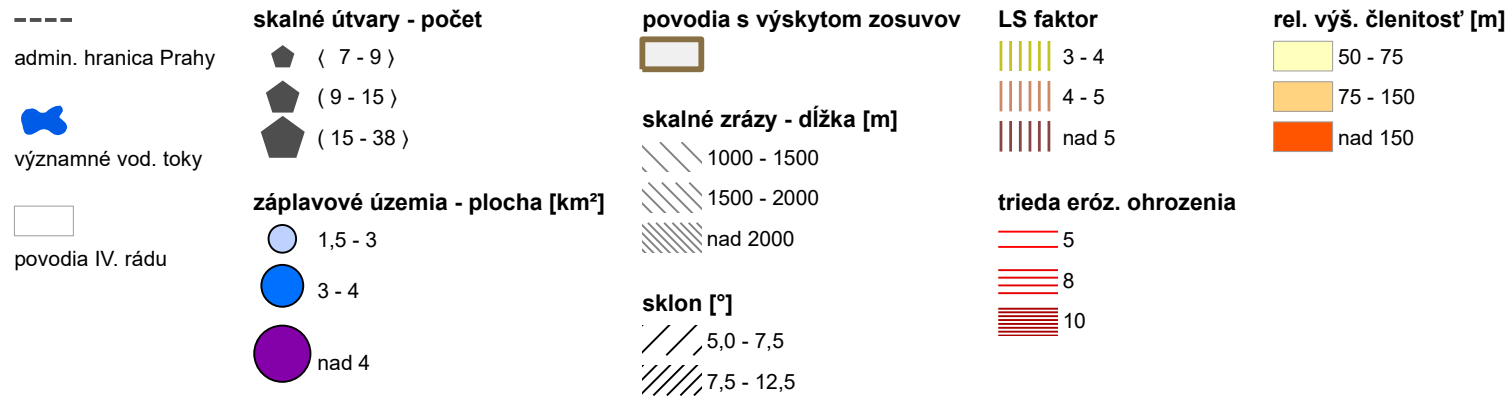 admin. hranica Prahy
významné vod. toky
povodia IV. rádu
skalné útvary - počet
⟨ 7 - 9 ⟩
( 9 - 15 ⟩
( 15 - 38 ⟩
záplavové územia - plocha [km²]
1,5 - 3
3 - 4
nad 4
povodia s výskytom zosuvov
skalné zrázy - dĺžka [m]
1000 - 1500
1500 - 2000
nad 2000
sklon [°]
5,0 - 7,5
7,5 - 12,5
LS faktor
3 - 4
4 - 5
nad 5
trieda eróz. ohrozenia
5
8
10
rel. výš. členitosť [m]
50 - 75
75 - 150
nad 150